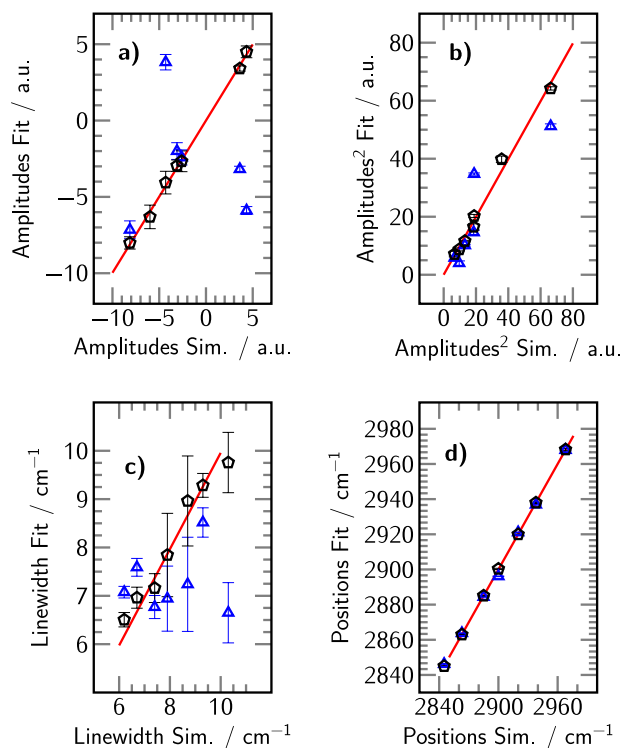 a)
5
0
−5
−10
Amplitudes Fit / a.u.
−10 −5 0 5
Amplitudes Sim. / a.u.
b)
80
60
40
20
0
Amplitudes² Fit / a.u.
0 20 40 60 80
Amplitudes² Sim. / a.u.
c)
10
9
8
7
6
Linewidth Fit / cm⁻¹
6 8 10
Linewidth Sim. / cm⁻¹
d)
2980
2960
2940
2920
2900
2880
2860
2840
Positions Fit / cm⁻¹
2840 2900 2960
Positions Sim. / cm⁻¹